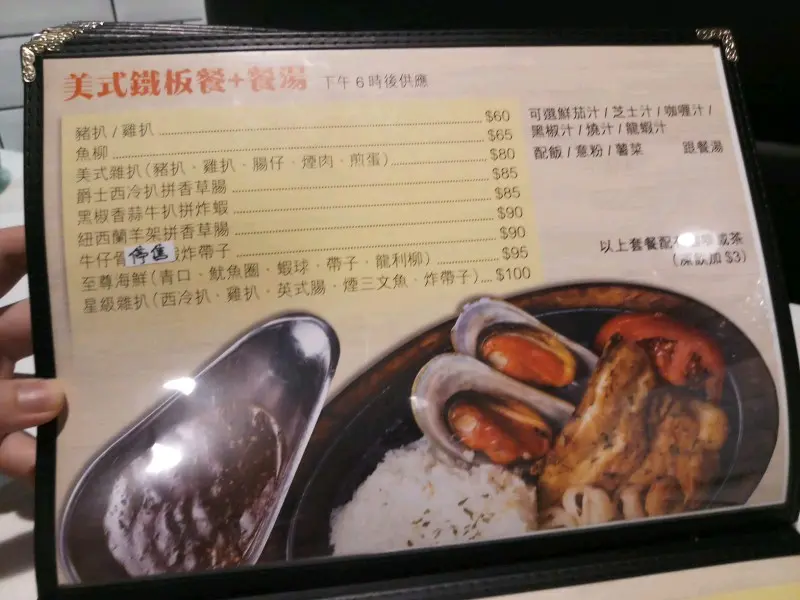 美式鐵板餐+餐湯 下午6時後供應
豬扒/雞扒 $60
魚柳 $65
美式雜扒(豬扒、雞扒、腸仔、煙肉、煎蛋) $80
爵士西冷扒拼香草腸 $85
黑椒香蒜牛扒拼炸蝦 $85
紐西蘭羊架拼香草腸 $90
牛仔骨 停售 炸帶子 $90
至尊海鮮(青口、魷魚圈、蝦球、帶子、龍利柳) $95
星級雜扒(西冷扒、雞扒、英式腸、煙三文魚、炸帶子) $100
可選鮮茄汁/芝士汁/咖喱汁/
黑椒汁/燒汁/龍蝦汁
配飯/意粉/薯菜 跟餐湯
以上套餐配 或茶
(凍飲加$3)